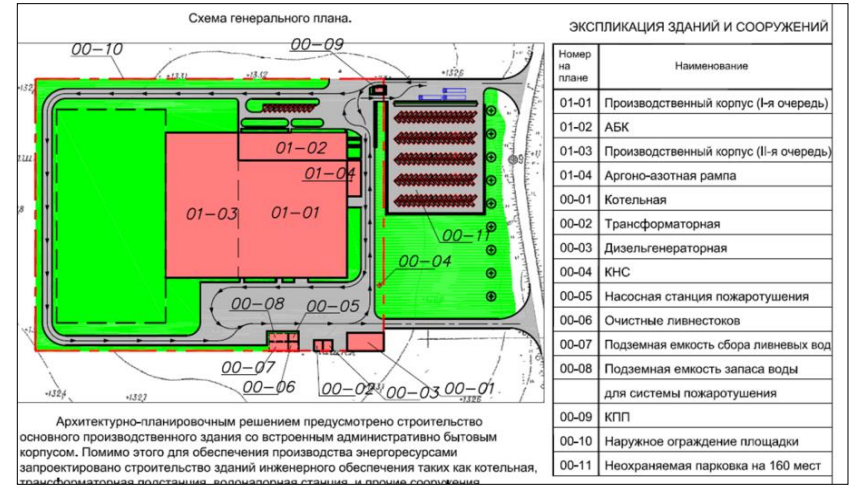 Схема генерального плана.
00-10
00-09
01-02
01-04
01-03
01-01
00-11
00-04
00-08
00-05
00-07
00-06
00-02
00-03
00-01
Архитектурно-планировочным решением предусмотрено строительство
основного производственного здания со встроенным административно бытовым
корпусом. Помимо этого для обеспечения производства энергоресурсами
запроектировано строительство зданий инженерного обеспечения таких как котельная,
трансформаторная подстанция, водонапорная станция, и прочие сооружения
ЭКСПЛИКАЦИЯ ЗДАНИЙ И СООРУЖЕНИЙ
Номер
на
плане
Наименование
01-01 Производственный корпус (I-я очередь)
01-02 АБК
01-03 Производственный корпус (II-я очередь)
01-04 Аргоно-азотная рампа
00-01 Котельная
00-02 Трансформаторная
00-03 Дизельгенераторная
00-04 КНС
00-05 Насосная станция пожаротушения
00-06 Очистные ливнестоков
00-07 Подземная емкость сбора ливневых вод
00-08 Подземная емкость запаса воды
для системы пожаротушения
00-09 КПП
00-10 Наружное ограждение площадки
00-11 Неохраняемая парковка на 160 мест